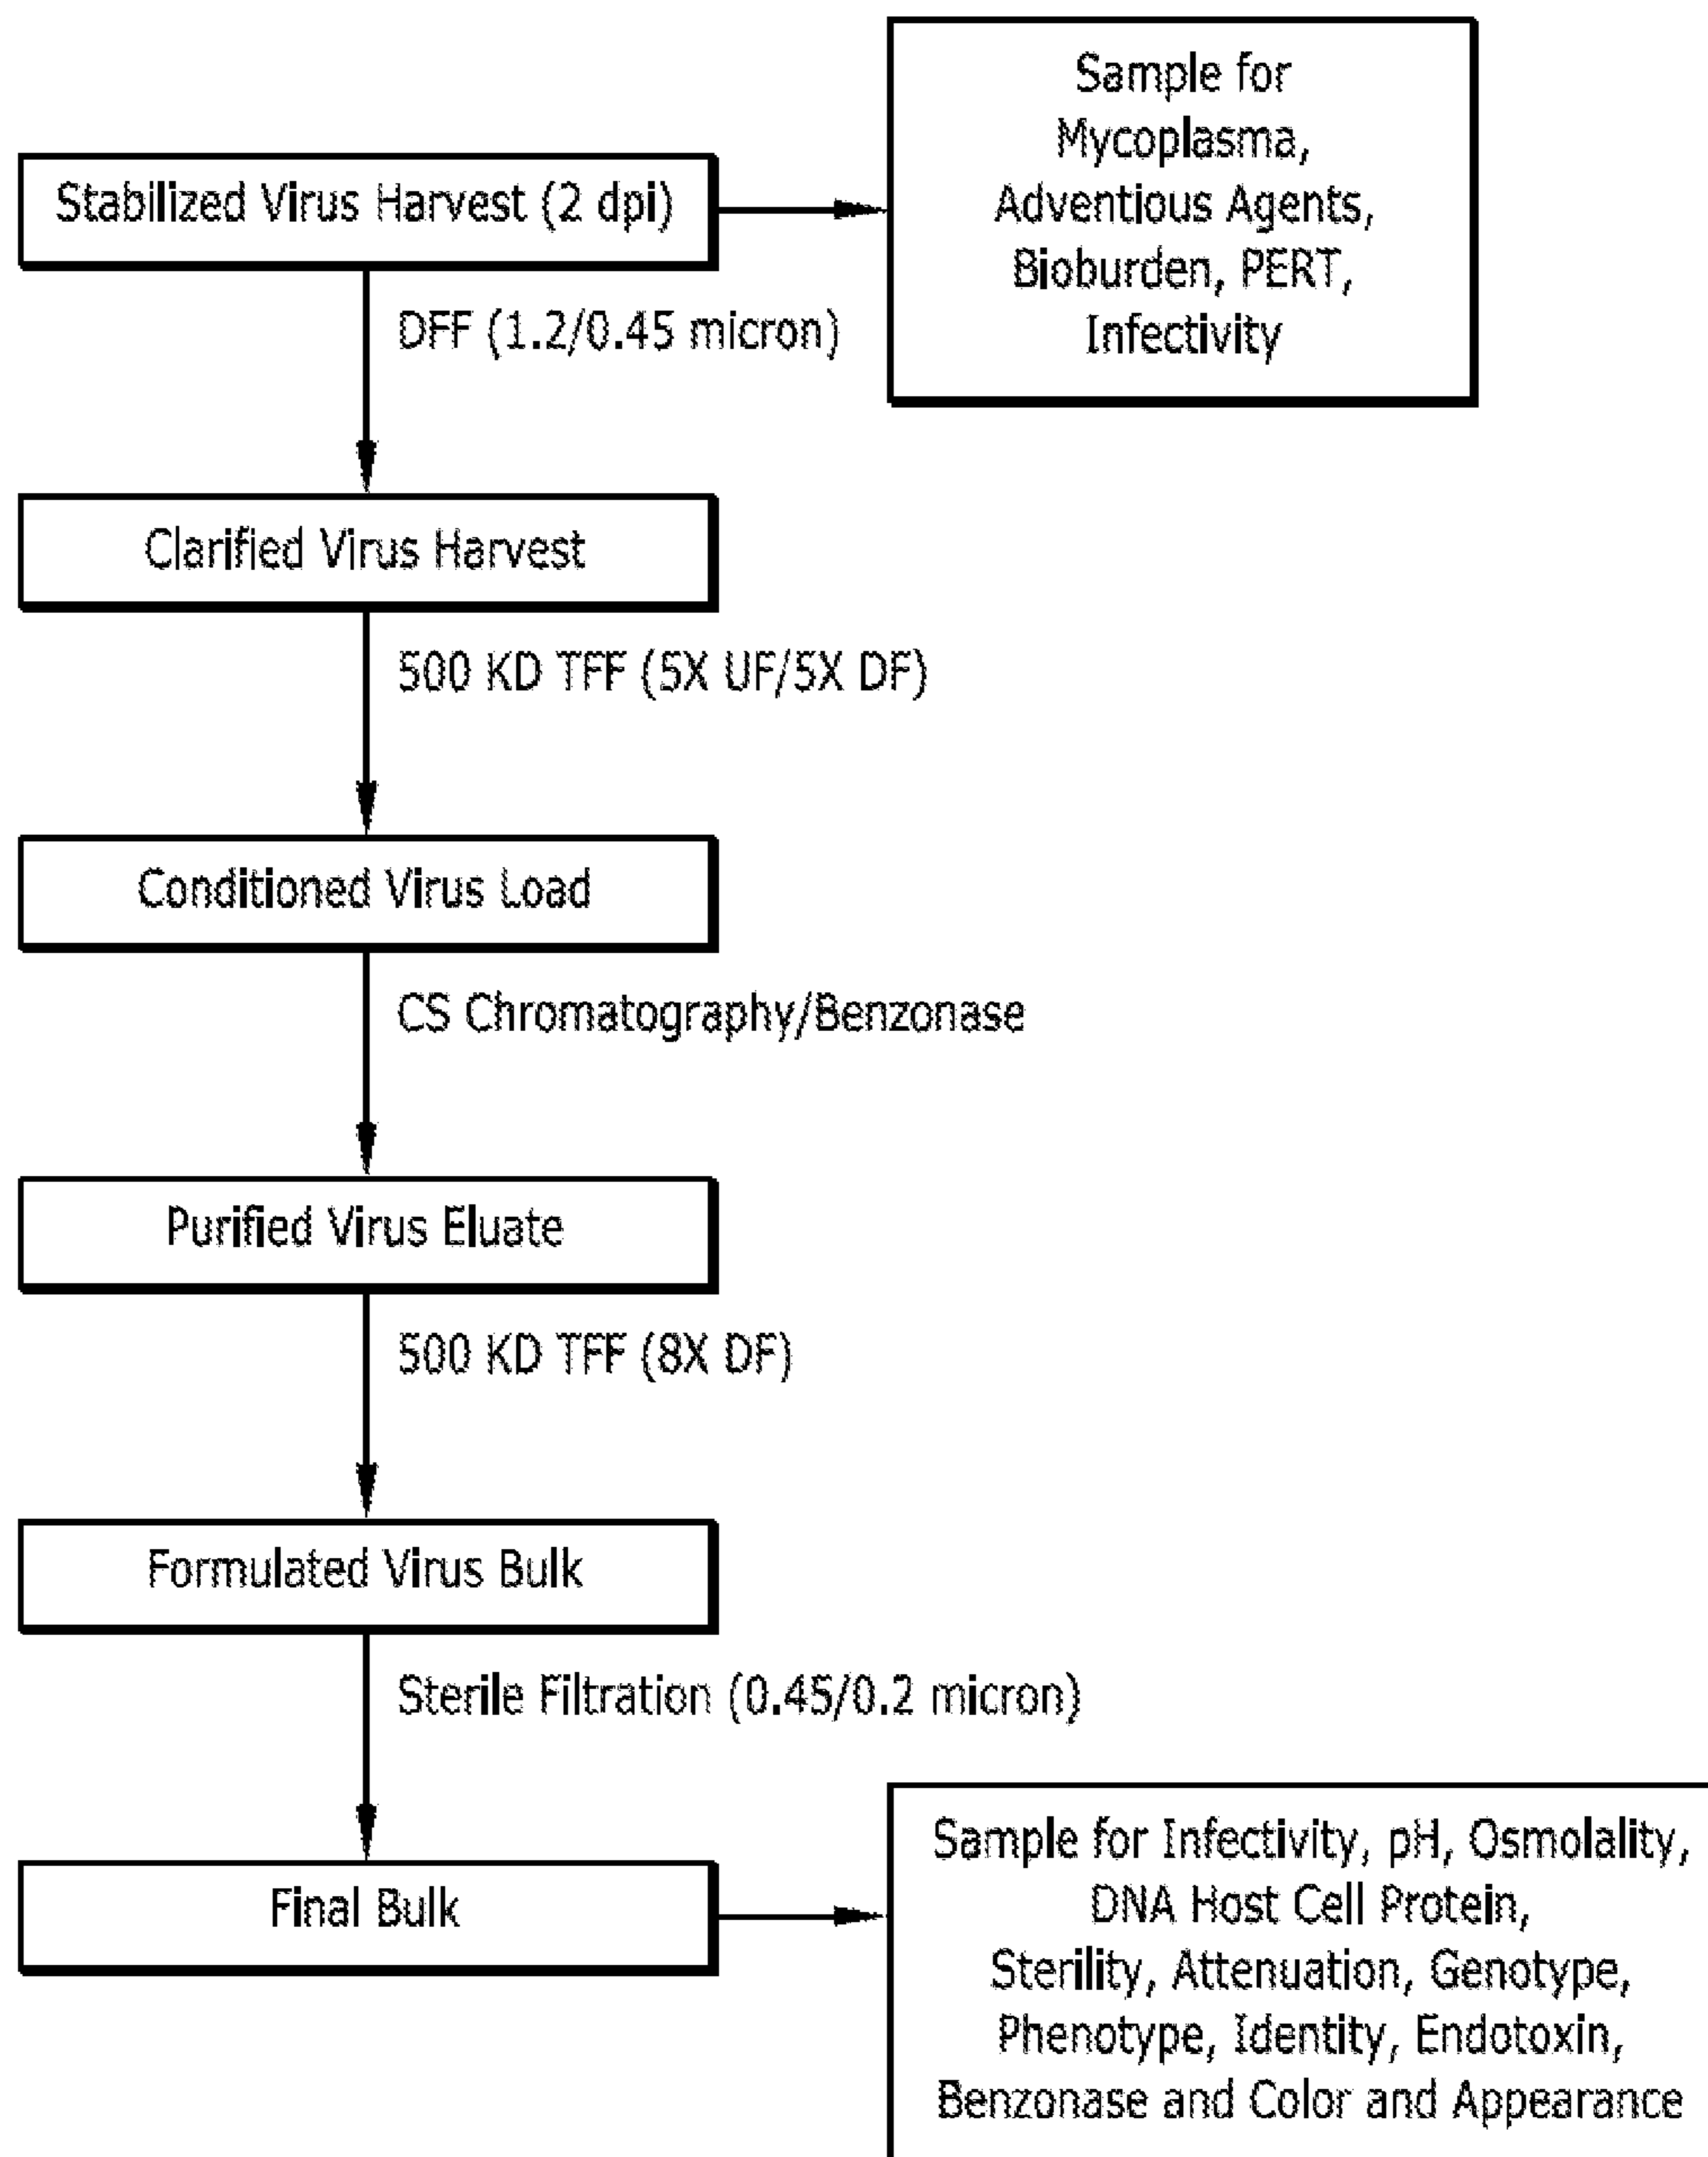 Stabilized Virus Harvest (2 dpi)
Sample for
Mycoplasma,
Adventious Agents,
Bioburden, PERT,
Infectivity
DFF (1.2/0.45 micron)
Clarified Virus Harvest
500 KD TFF (5X UF/5X DF)
Conditioned Virus Load
CS Chromatography/Benzonase
Purified Virus Eluate
500 KD TFF (8X DF)
Formulated Virus Bulk
Sterile Filtration (0.45/0.2 micron)
Final Bulk
Sample for Infectivity, pH, Osmolality,
DNA Host Cell Protein,
Sterility, Attenuation, Genotype,
Phenotype, Identity, Endotoxin,
Benzonase and Color and Appearance